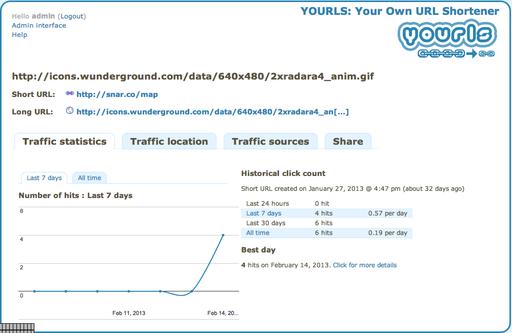 YOURLS: Your Own URL Shortener
Hello admin (Logout)
Admin interface
Help
yourls
http://icons.wunderground.com/data/640x480/2xradara4_anim.gif
Short URL: http://snar.co/map
Long URL: http://icons.wunderground.com/data/640x480/2xradara4_an[...]
Traffic statistics Traffic location Traffic sources Share
Last 7 days All time
Number of hits : Last 7 days
6
4
2
0
Feb 11, 2013 Feb 14, 20...
Historical click count
Short URL created on January 27, 2013 @ 4:47 pm (about 32 days ago)
Last 24 hours 0 hit
Last 7 days 4 hits 0.57 per day
Last 30 days 6 hits
All time 6 hits 0.19 per day
Best day
4 hits on February 14, 2013. Click for more details